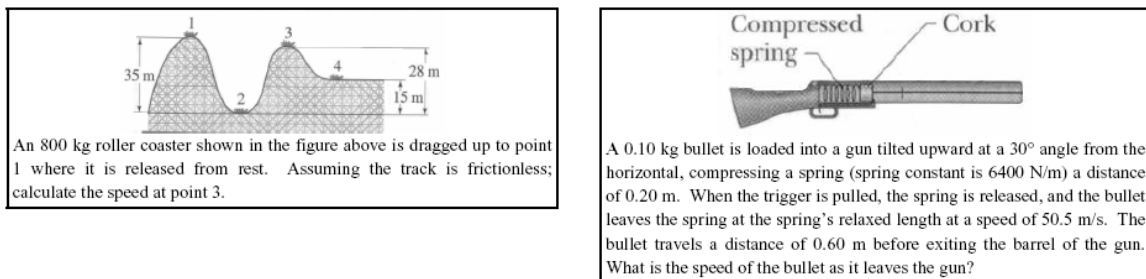 1
3
35 m
4
28 m
2
15 m
An 800 kg roller coaster shown in the figure above is dragged up to point
1 where it is released from rest. Assuming the track is frictionless;
calculate the speed at point 3.
Compressed
spring
Cork
A 0.10 kg bullet is loaded into a gun tilted upward at a 30° angle from the
horizontal, compressing a spring (spring constant is 6400 N/m) a distance
of 0.20 m. When the trigger is pulled, the spring is released, and the bullet
leaves the spring at the spring's relaxed length at a speed of 50.5 m/s. The
bullet travels a distance of 0.60 m before exiting the barrel of the gun.
What is the speed of the bullet as it leaves the gun?